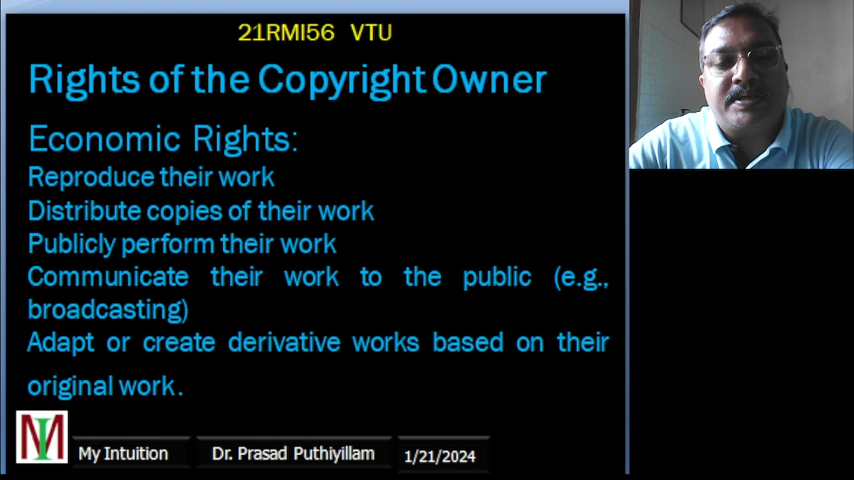 21RMI56 VTU
Rights of the Copyright Owner
Economic Rights:
Reproduce their work
Distribute copies of their work
Publicly perform their work
Communicate their work to the public (e.g.,
broadcasting)
Adapt or create derivative works based on their
original work.
MI
My Intuition
Dr. Prasad Puthiyillam
1/21/2024